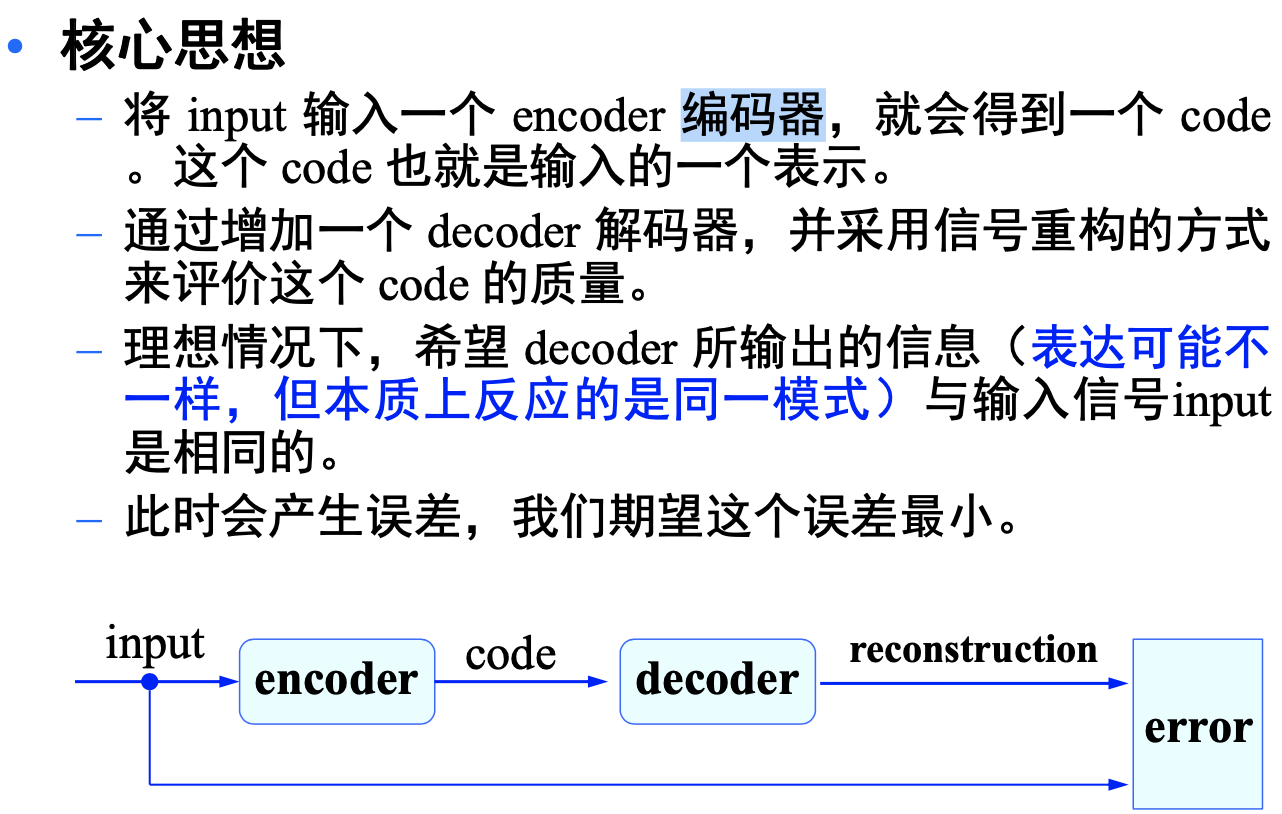 • 核心思想
– 将 input 输入一个 encoder 编码器，就会得到一个 code
。这个 code 也就是输入的一个表示。
– 通过增加一个 decoder 解码器，并采用信号重构的方式
来评价这个 code 的质量。
– 理想情况下，希望 decoder 所输出的信息（表达可能不
一样，但本质上反应的是同一模式）与输入信号input
是相同的。
– 此时会产生误差，我们期望这个误差最小。
input
encoder
code
decoder
reconstruction
error